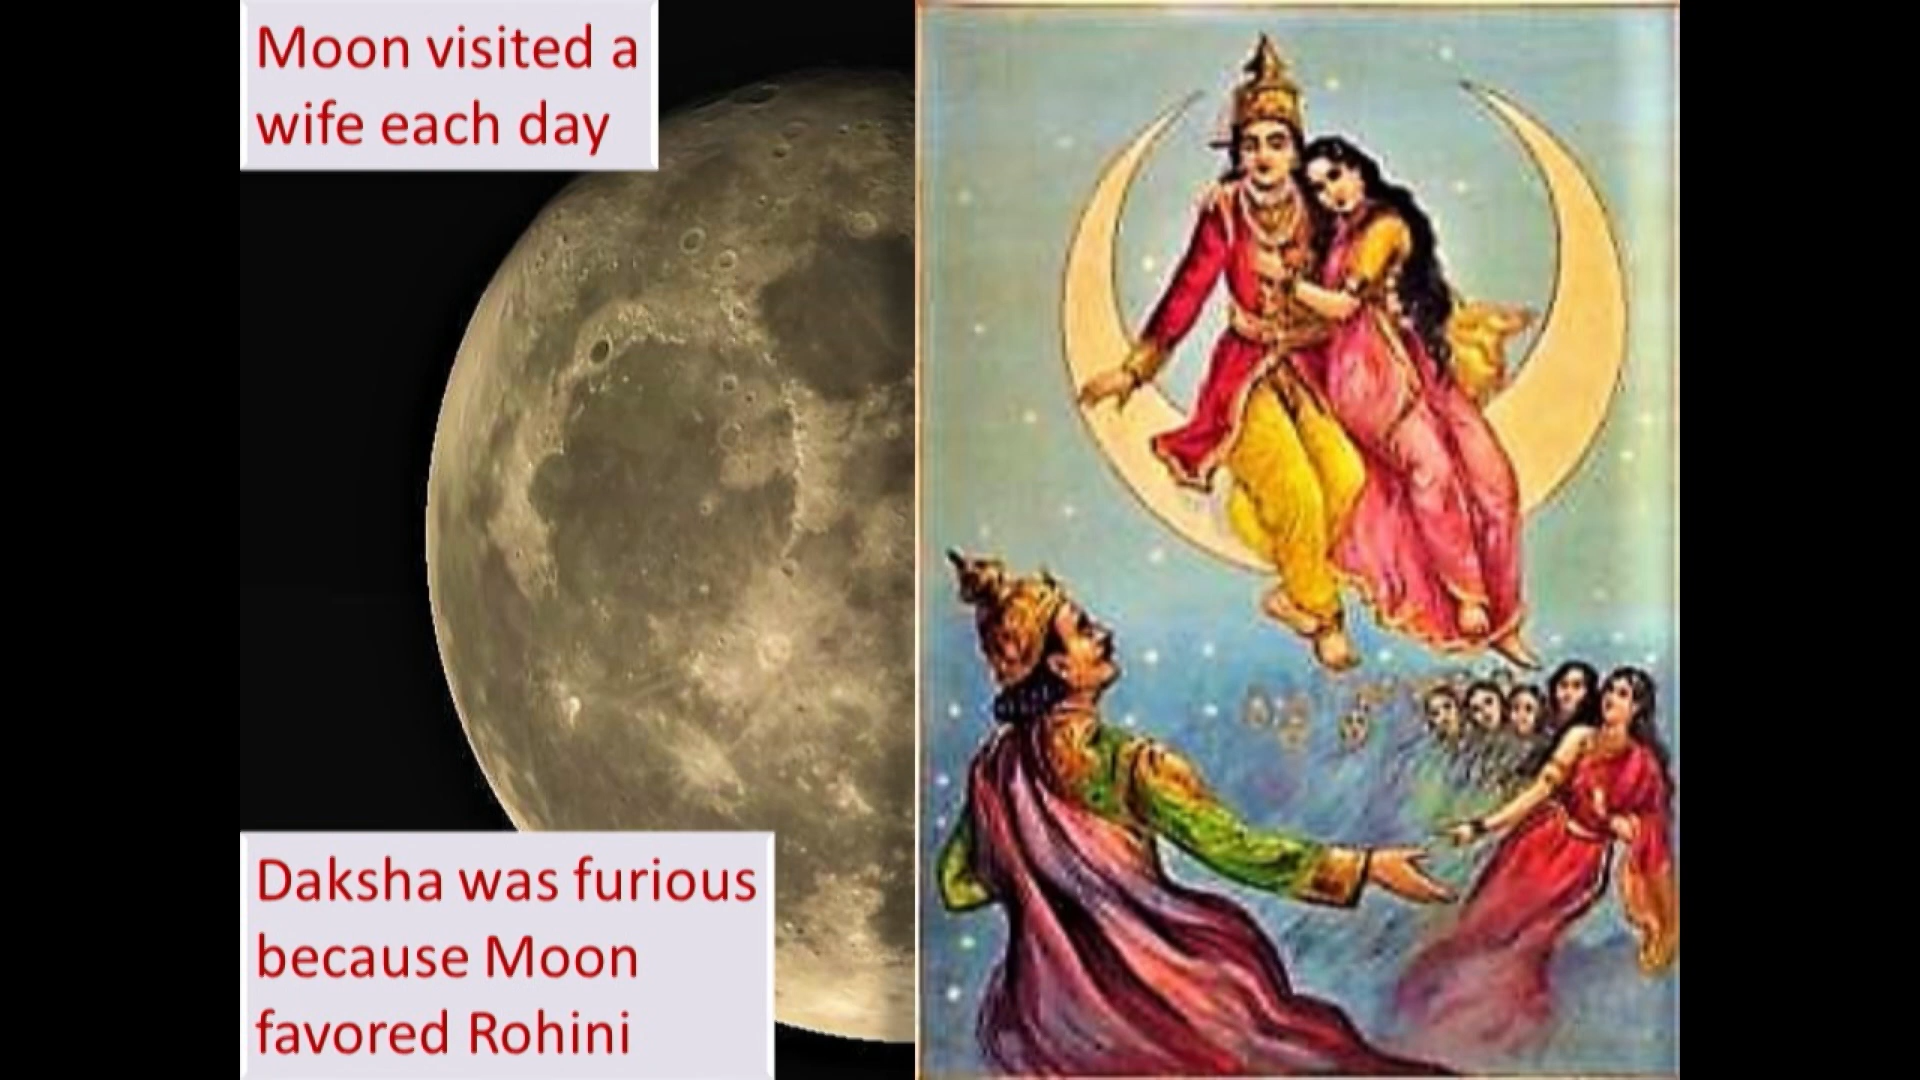 Moon visited a
wife each day
Daksha was furious
because Moon
favored Rohini